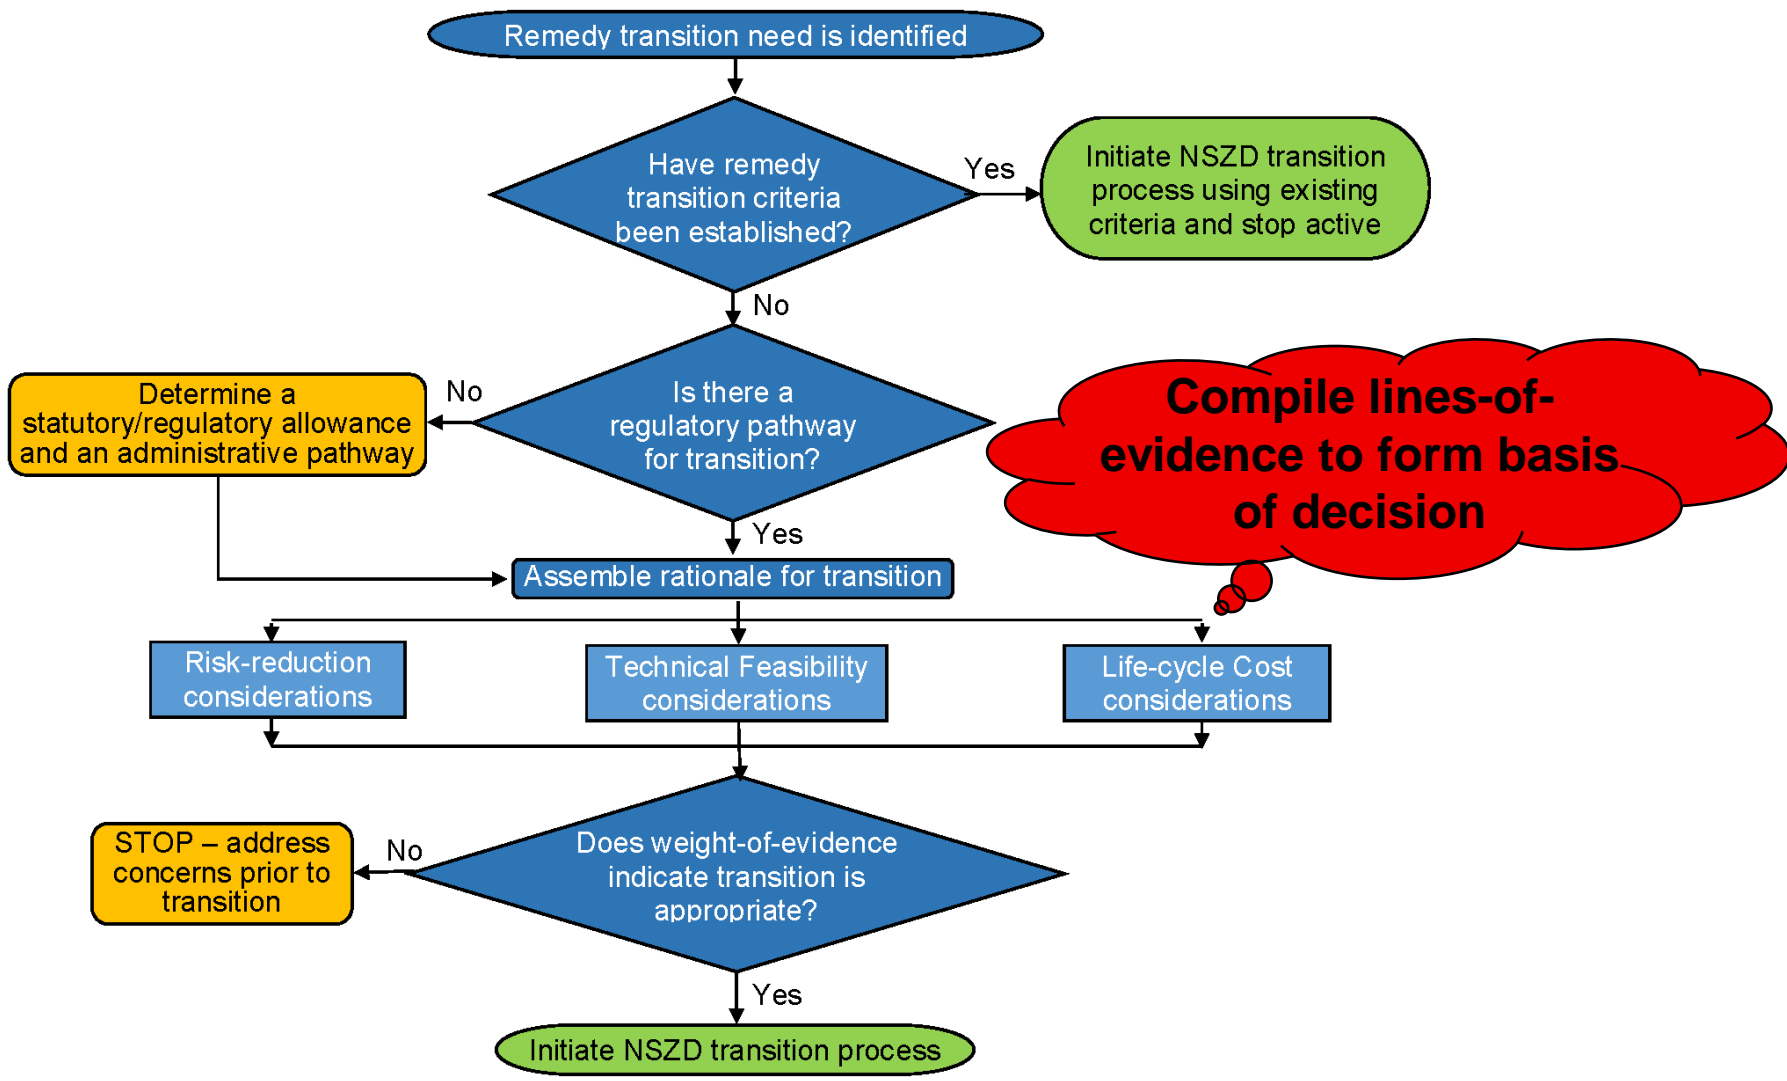 Remedy transition need is identified
Have remedy
transition criteria
been established?
Yes
Initiate NSZD transition
process using existing
criteria and stop active
No
Is there a
regulatory pathway
for transition?
No
Determine a
statutory/regulatory allowance
and an administrative pathway
Compile lines-of-
evidence to form basis
of decision
Yes
Assemble rationale for transition
Risk-reduction
considerations
Technical Feasibility
considerations
Life-cycle Cost
considerations
Does weight-of-evidence
indicate transition is
appropriate?
No
STOP – address
concerns prior to
transition
Yes
Initiate NSZD transition process